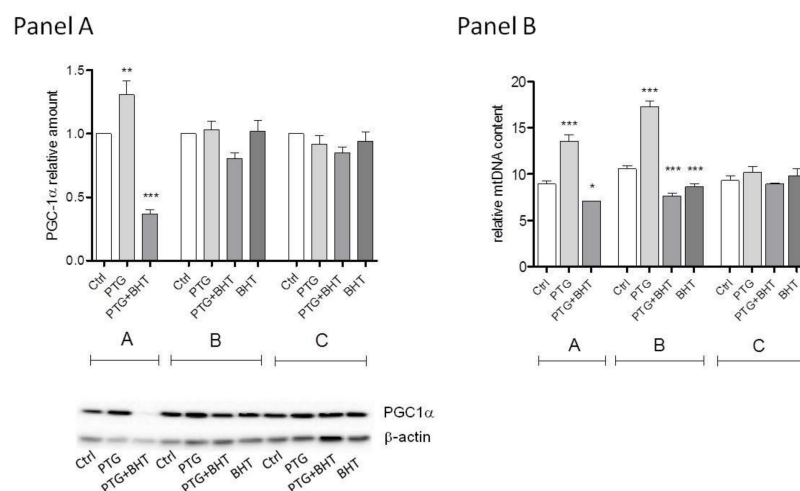 Panel A
Panel B
PGC-1α relative amount
1.5
1.0
0.5
0.0
**
***
Ctrl PTG PTG+BHT Ctrl PTG PTG+BHT BHT Ctrl PTG PTG+BHT BHT
A B C
PGC1α
β-actin
Ctrl PTG PTG+BHT Ctrl PTG PTG+BHT BHT Ctrl PTG PTG+BHT BHT
relative mtDNA content
20
15
10
5
0
***
*
***
*** ***
Ctrl PTG PTG+BHT Ctrl PTG PTG+BHT BHT Ctrl PTG PTG+BHT BHT
A B C